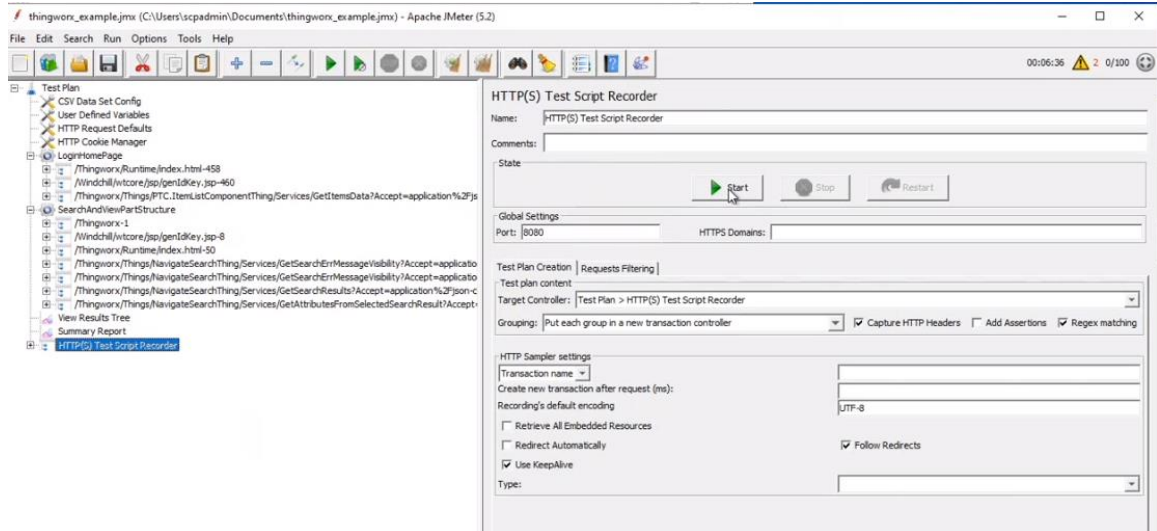 thingworx_example.jmx (C:\Users\scpadmin\Documents\thingworx_example.jmx) - Apache JMeter (5.2)
File Edit Search Run Options Tools Help
00:06:36 2 0/100
Test Plan
CSV Data Set Config
User Defined Variables
HTTP Request Defaults
HTTP Cookie Manager
LoginHomePage
/Thingworx/Runtime/index.html-458
/Windchill/wtcore/jsp/genIdKey.jsp-460
/Thingworx/Things/PTC.ItemListComponentThing/Services/GetItemsData?Accept=application%2Fjs
SearchAndViewPartStructure
/Thingworx-1
/Windchill/wtcore/jsp/genIdKey.jsp-8
/Thingworx/Runtime/index.html-50
/Thingworx/Things/NavigateSearchThing/Services/GetSearchErrMessageVisibility?Accept=applicatio
/Thingworx/Things/NavigateSearchThing/Services/GetSearchErrMessageVisibility?Accept=applicatio
/Thingworx/Things/NavigateSearchThing/Services/GetSearchResults?Accept=application%2Fjson-c
/Thingworx/Things/NavigateSearchThing/Services/GetAttributesFromSelectedSearchResult?Accept
View Results Tree
Summary Report
HTTP(S) Test Script Recorder
HTTP(S) Test Script Recorder
Name: HTTP(S) Test Script Recorder
Comments:
State
Start Stop Restart
Global Settings
Port: 8080 HTTPS Domains:
Test Plan Creation Requests Filtering
Test plan content
Target Controller: Test Plan > HTTP(S) Test Script Recorder
Grouping: Put each group in a new transaction controller Capture HTTP Headers Add Assertions Regex matching
HTTP Sampler settings
Transaction name
Create new transaction after request (ms):
Recording's default encoding UTF-8
Retrieve All Embedded Resources
Redirect Automatically Follow Redirects
Use KeepAlive
Type: